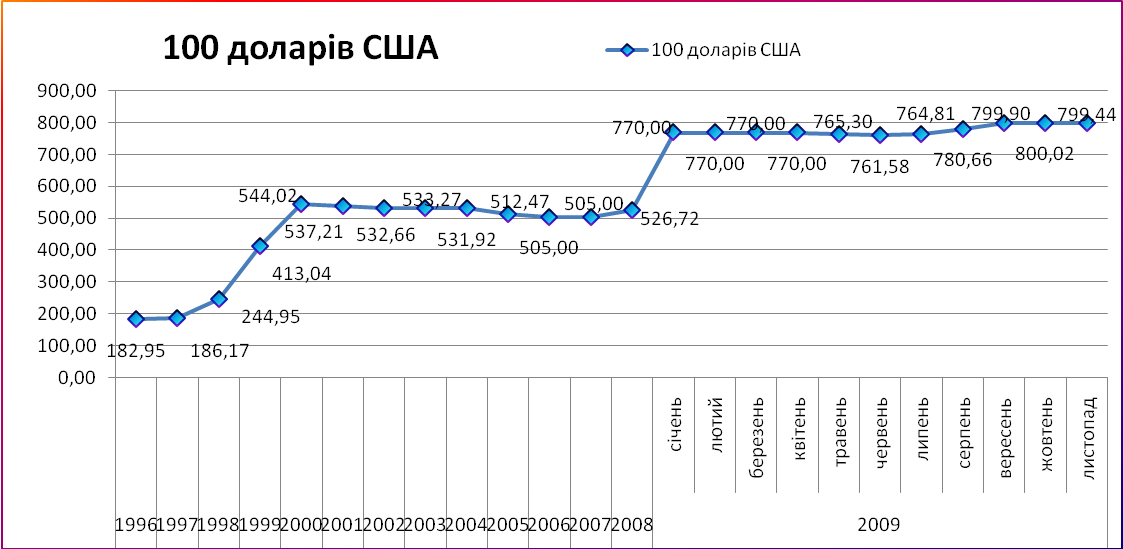 100 доларів США
100 доларів США
900,00
800,00
700,00
600,00
500,00
400,00
300,00
200,00
100,00
0,00
182,95
186,17
244,95
413,04
544,02
537,21
532,66
533,27
531,92
512,47
505,00
505,00
526,72
770,00
770,00
770,00
770,00
765,30
761,58
764,81
780,66
799,90
800,02
799,44
січень
лютий
березень
квітень
травень
червень
липень
серпень
вересень
жовтень
листопад
1996 1997 1998 1999 2000 2001 2002 2003 2004 2005 2006 2007 2008 2009